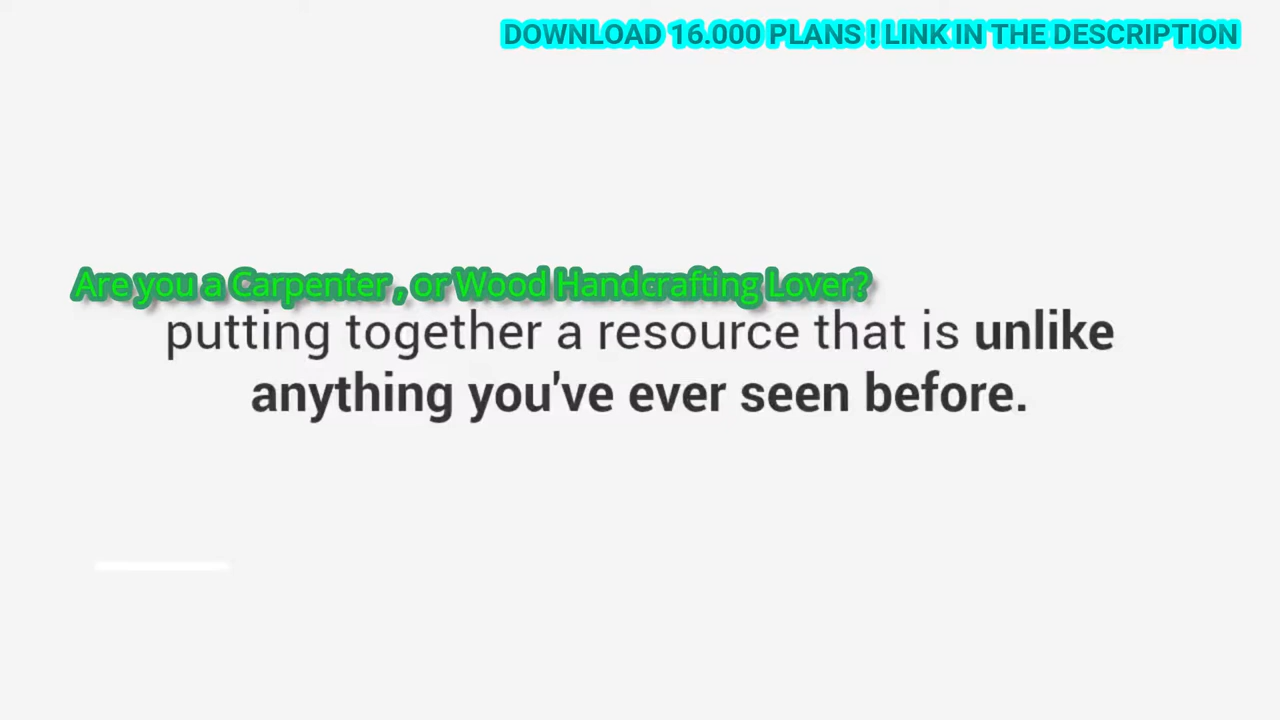 DOWNLOAD 16.000 PLANS ! LINK IN THE DESCRIPTION
Are you a Carpenter , or Wood Handcrafting Lover?
putting together a resource that is unlike
anything you've ever seen before.